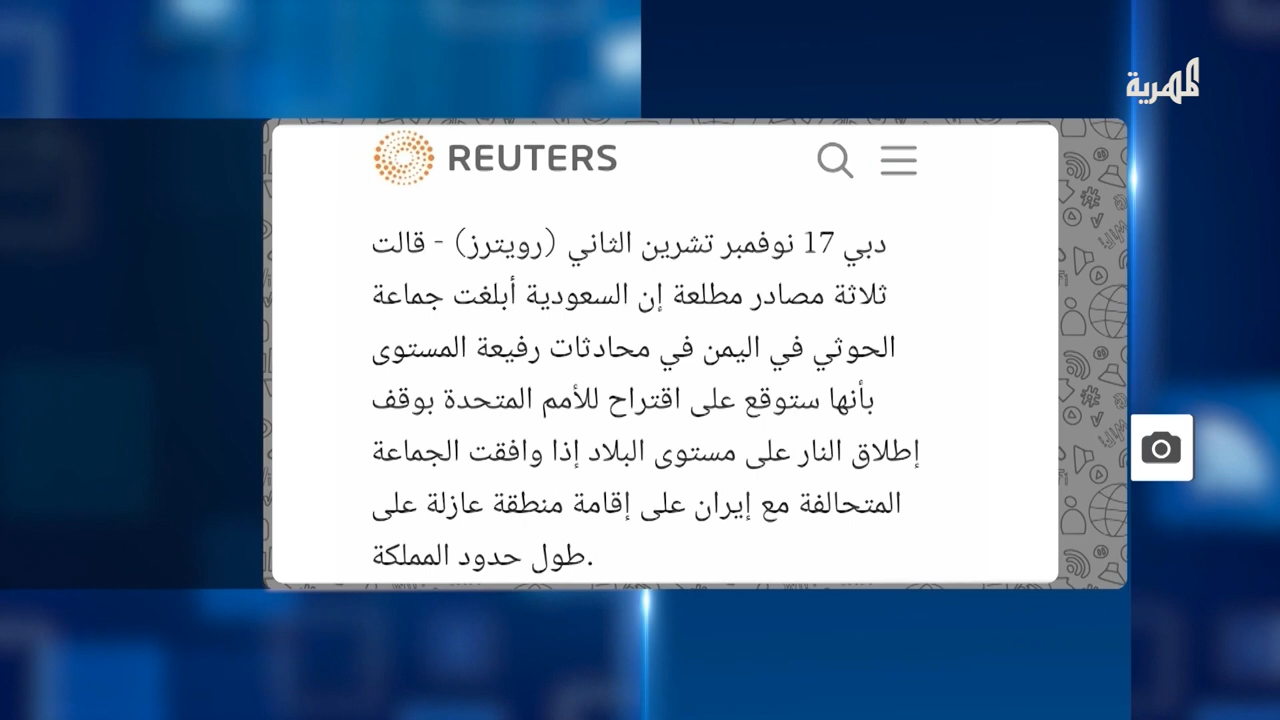 المهرية
REUTERS
دبي 17 نوفمبر تشرين الثاني (رويترز) - قالت
ثلاثة مصادر مطلعة إن السعودية أبلغت جماعة
الحوثي في اليمن في محادثات رفيعة المستوى
بأنها ستوقع على اقتراح للأمم المتحدة بوقف
إطلاق النار على مستوى البلاد إذا وافقت الجماعة
المتحالفة مع إيران على إقامة منطقة عازلة على
طول حدود المملكة.